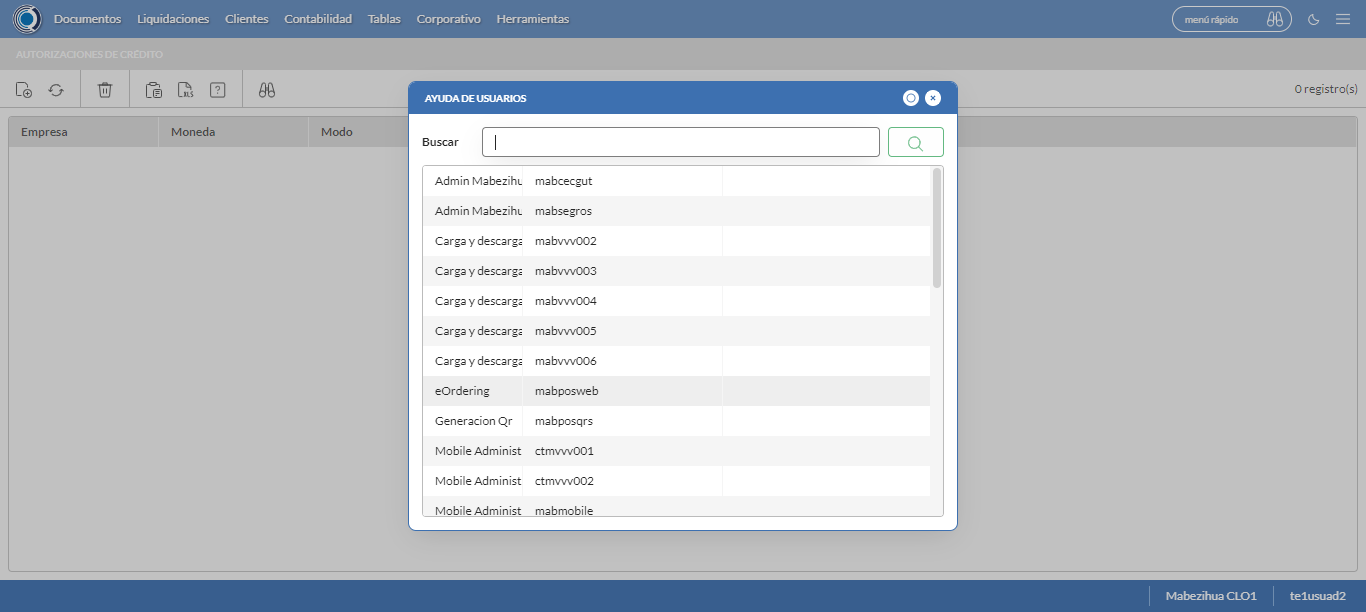 Documentos Liquidaciones Clientes Contabilidad Tablas Corporativo Herramientas menú rápido
AUTORIZACIONES DE CRÉDITO
XLS ? 0 registro(s)
Empresa Moneda Modo
AYUDA DE USUARIOS
Buscar
Admin Mabezihu mabcecgut
Admin Mabezihu mabsegros
Carga y descarga mabvvv002
Carga y descarga mabvvv003
Carga y descarga mabvvv004
Carga y descarga mabvvv005
Carga y descarga mabvvv006
eOrdering mabposweb
Generacion Qr mabposqrs
Mobile Administ ctmvvv001
Mobile Administ ctmvvv002
Mobile Administ mabmobile
Mabezihua CLO1 te1usuad2